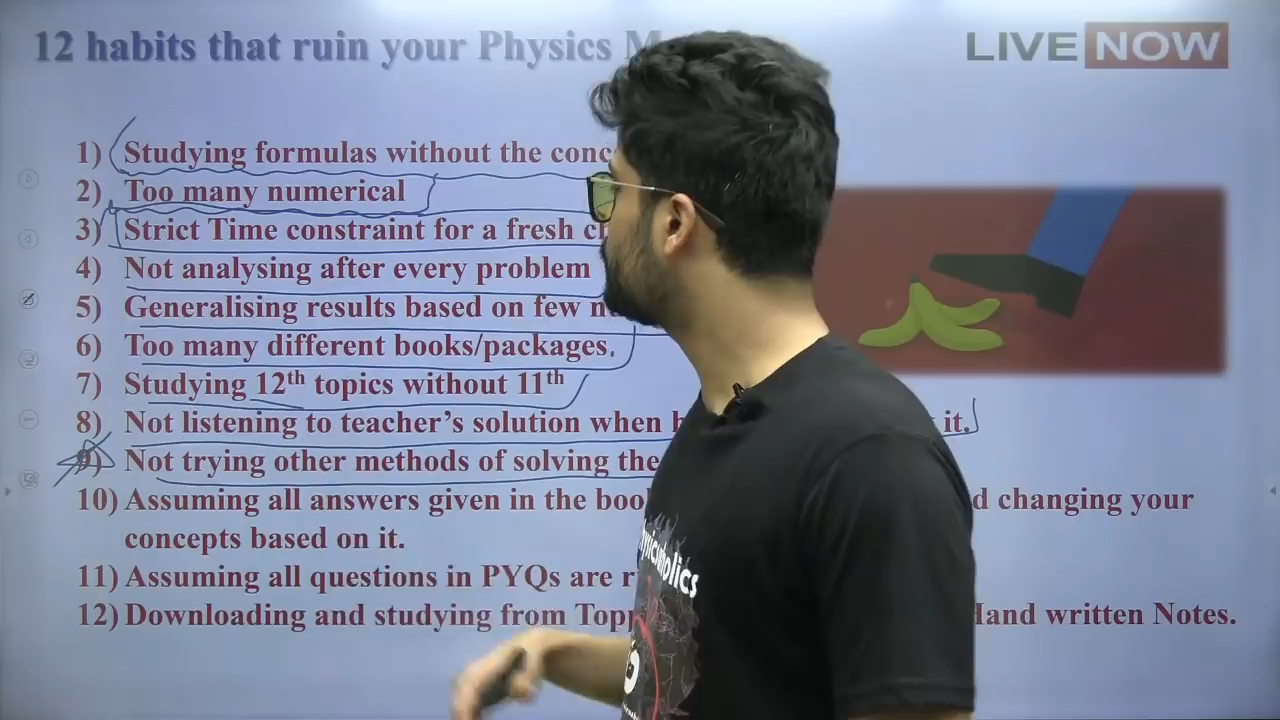 12 habits that ruin your Physics
LIVE NOW
1) Studying formulas without the
2) Too many numerical
3) Strict Time constraint for a fresh
4) Not analysing after every problem
5) Generalising results based on few
6) Too many different books/packages.
7) Studying 12th topics without 11th
8) Not listening to teacher's solution when it.
9) Not trying other methods of solving the
10) Assuming all answers given in the changing your
concepts based on it.
11) Assuming all questions in PYQs are
12) Downloading and studying from Hand written Notes.